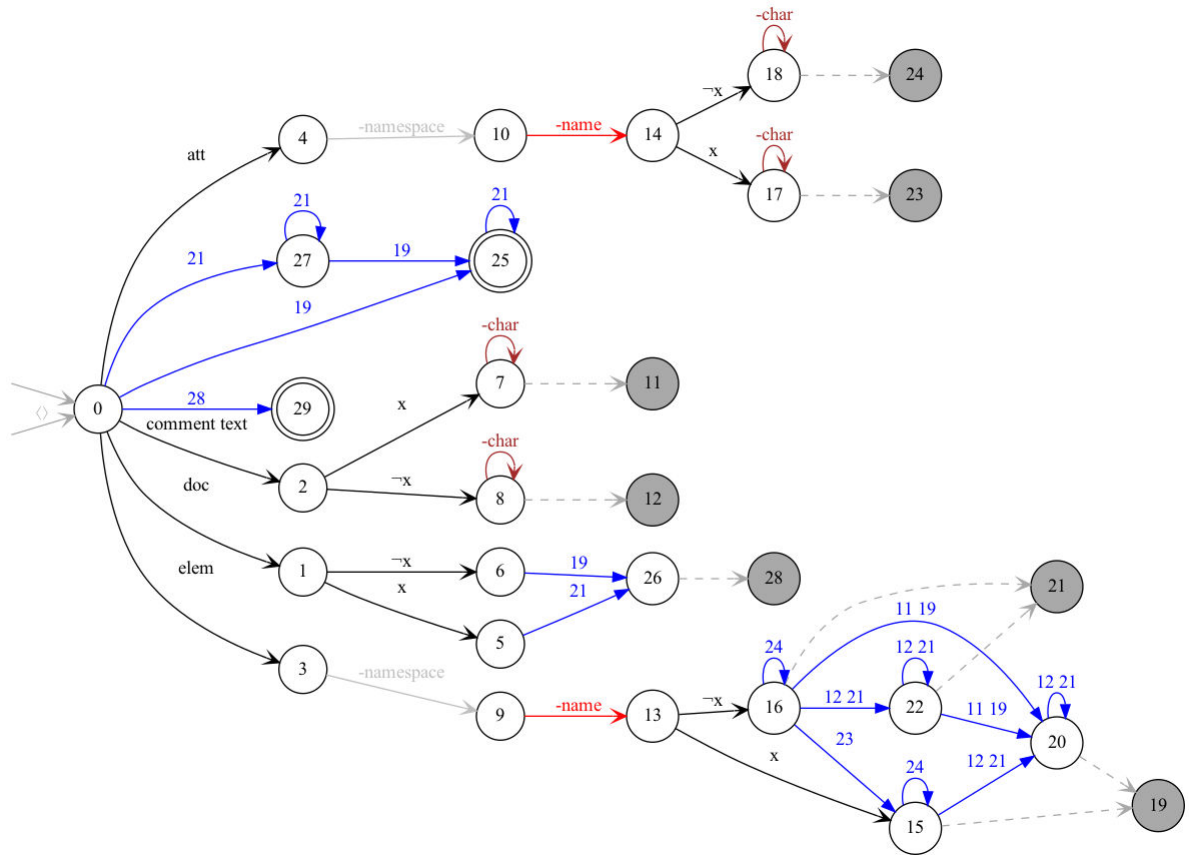 -char
18
24
¬x
4
-namespace
10
-name
14
att
x
-char
17
23
21
21
21
27
19
25
19
-char
7
11
⟨⟩
0
28
29
comment text
x
-char
doc
2
¬x
8
12
elem
1
¬x
6
19
26
28
x
21
21
5
11 19
3
-namespace
24
12 21
9
-name
13
¬x
16
12 21
22
11 19
12 21
23
20
x
24
12 21
15
19